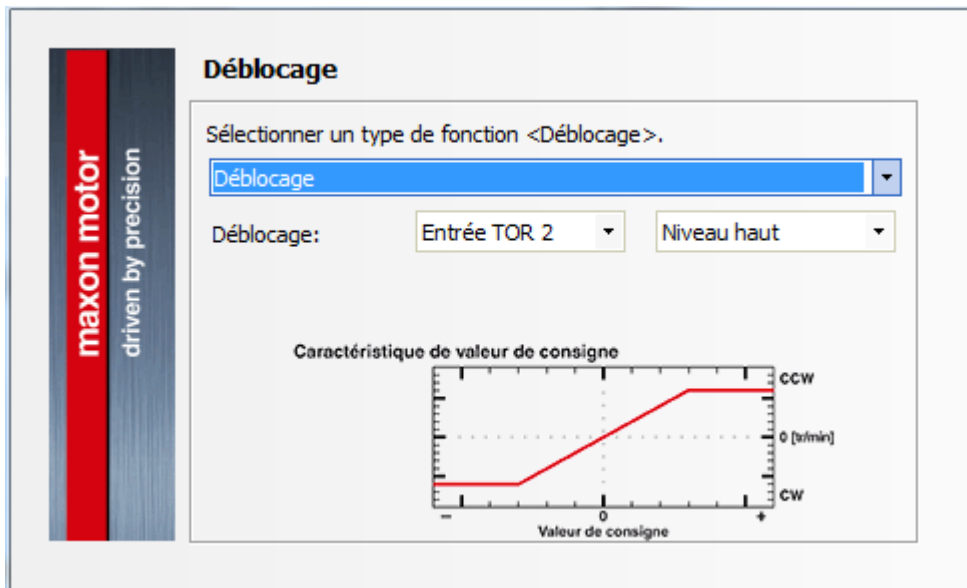 maxon motor
driven by precision
Déblocage
Sélectionner un type de fonction <Déblocage>.
Déblocage
Déblocage: Entrée TOR 2 Niveau haut
Caractéristique de valeur de consigne
CCW
0 [tr/min]
CW
– 0 +
Valeur de consigne